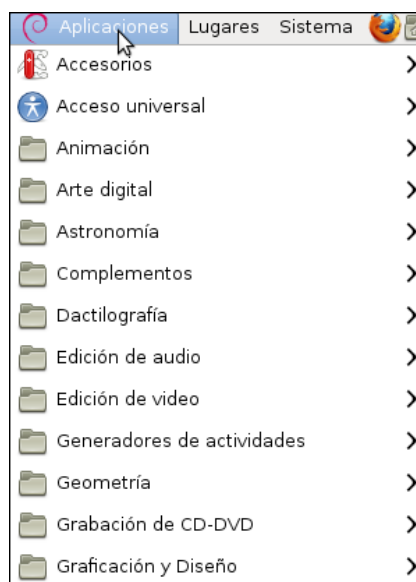 Aplicaciones Lugares Sistema
Accesorios
Acceso universal
Animación
Arte digital
Astronomía
Complementos
Dactilografía
Edición de audio
Edición de video
Generadores de actividades
Geometría
Grabación de CD-DVD
Graficación y Diseño